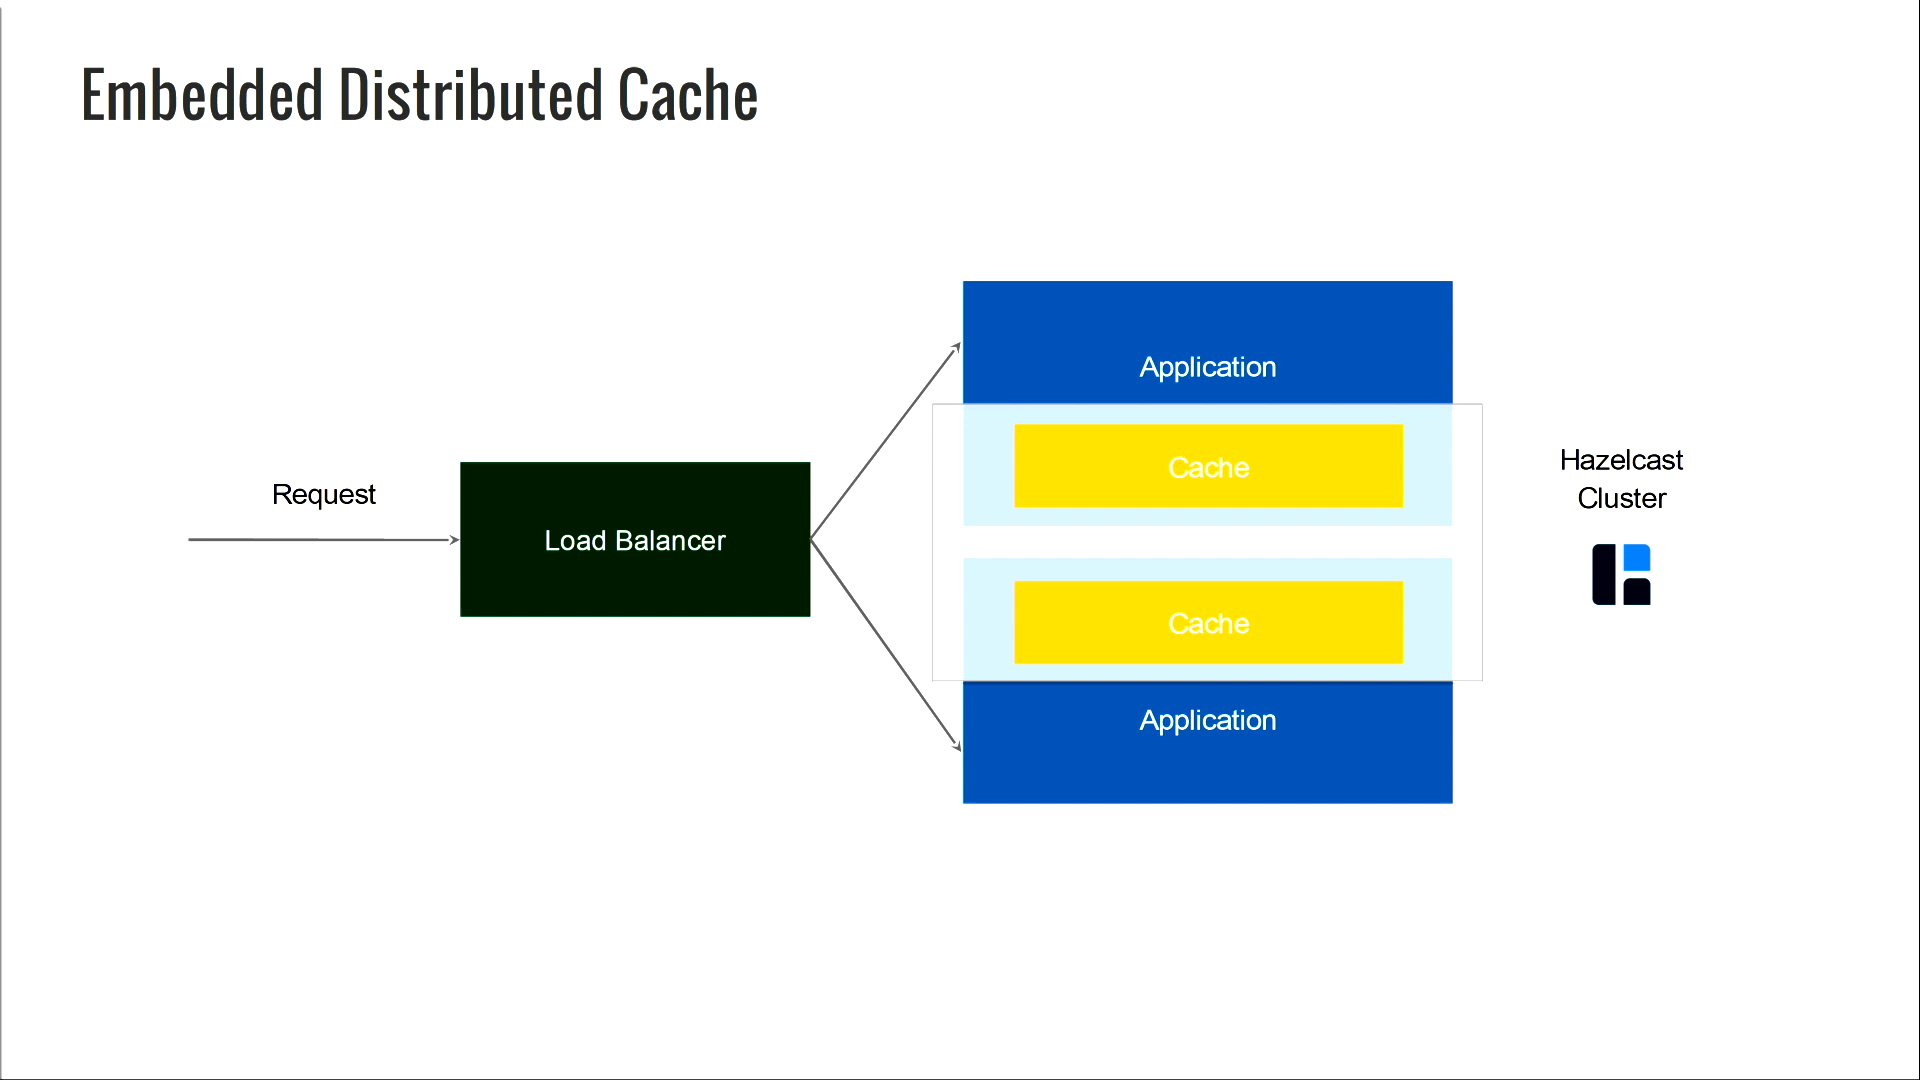 Embedded Distributed Cache
Request
Load Balancer
Application
Cache
Cache
Application
Hazelcast
Cluster